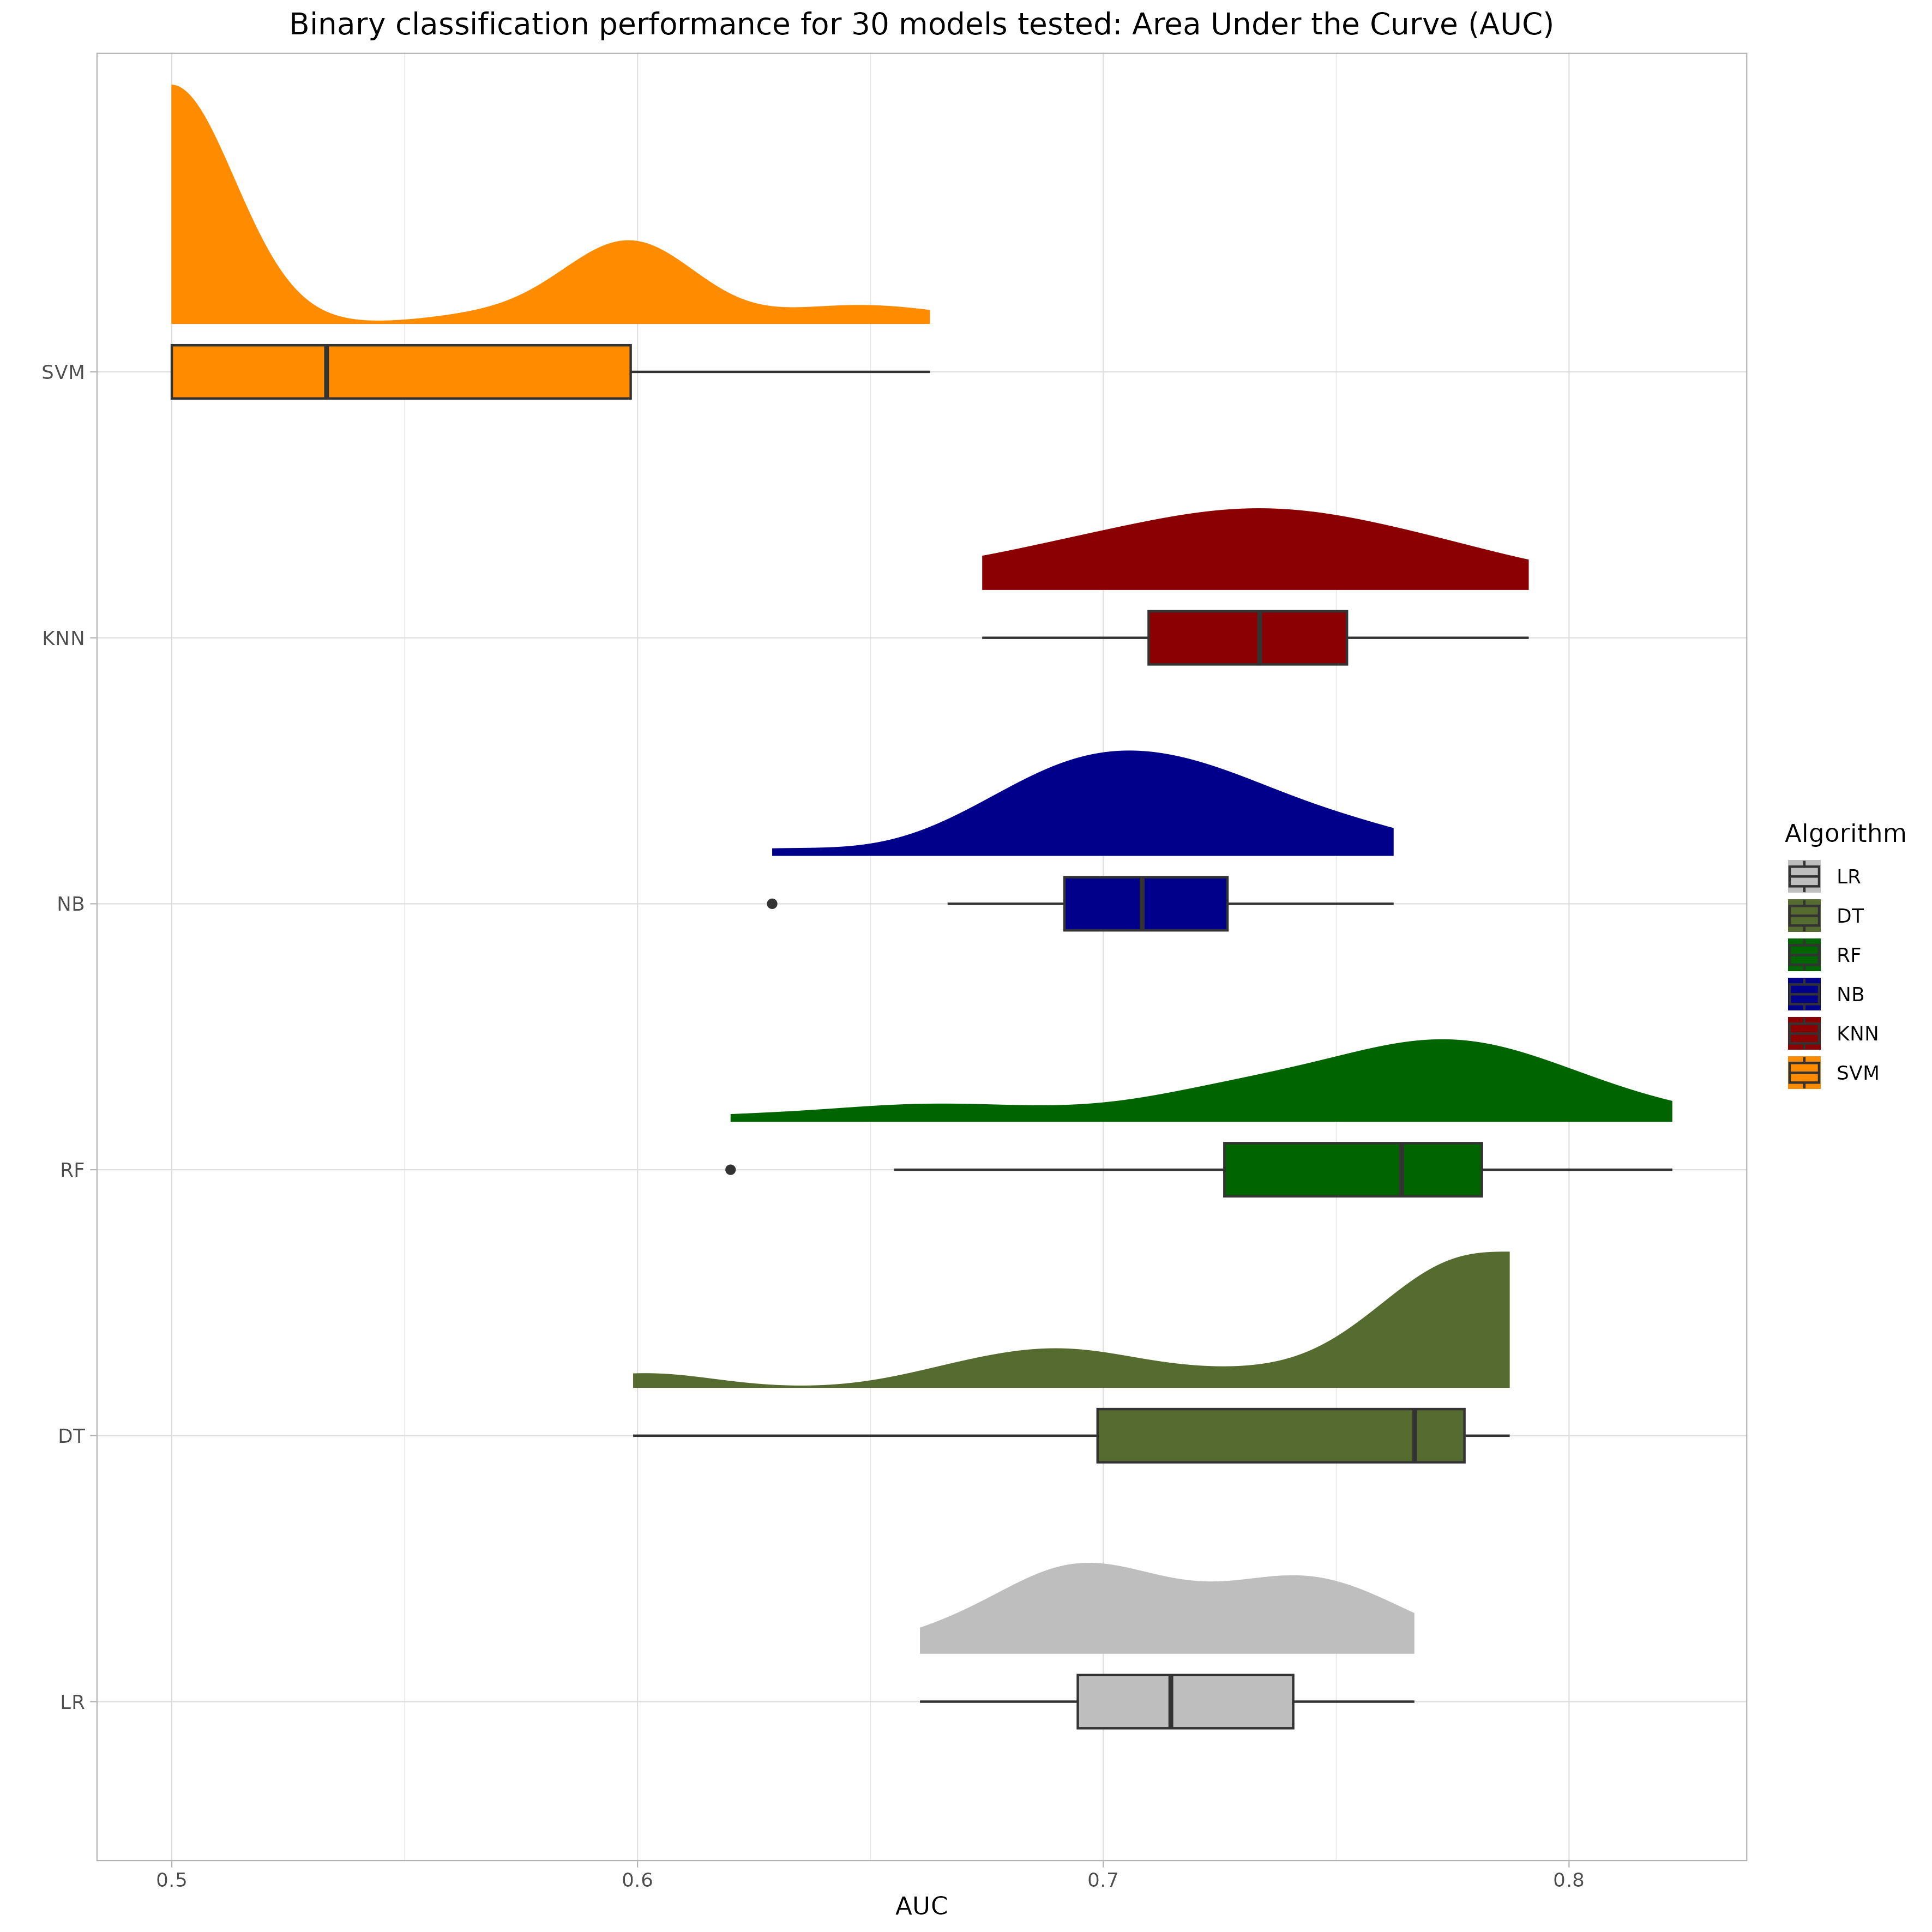 Binary classification performance for 30 models tested: Area Under the Curve (AUC)
SVM
KNN
NB
RF
DT
LR
0.5
0.6
0.7
0.8
AUC
Algorithm
LR
DT
RF
NB
KNN
SVM